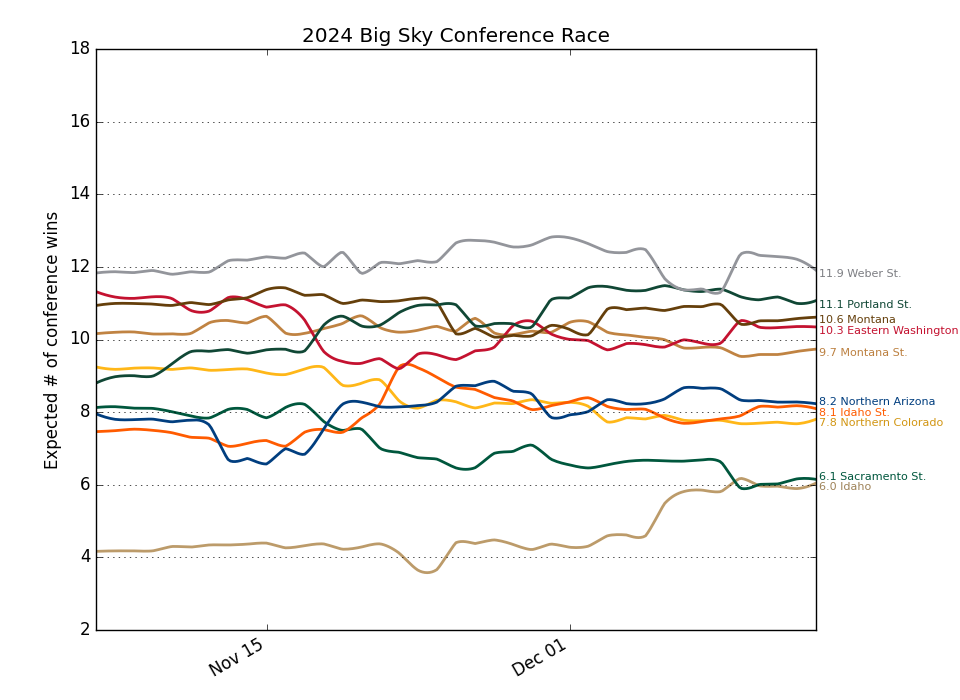 2024 Big Sky Conference Race
Expected # of conference wins
18
16
14
12
10
8
6
4
2
11.9 Weber St.
11.1 Portland St.
10.6 Montana
10.3 Eastern Washington
9.7 Montana St.
8.2 Northern Arizona
8.1 Idaho St.
7.8 Northern Colorado
6.1 Sacramento St.
6.0 Idaho
Nov 15
Dec 01